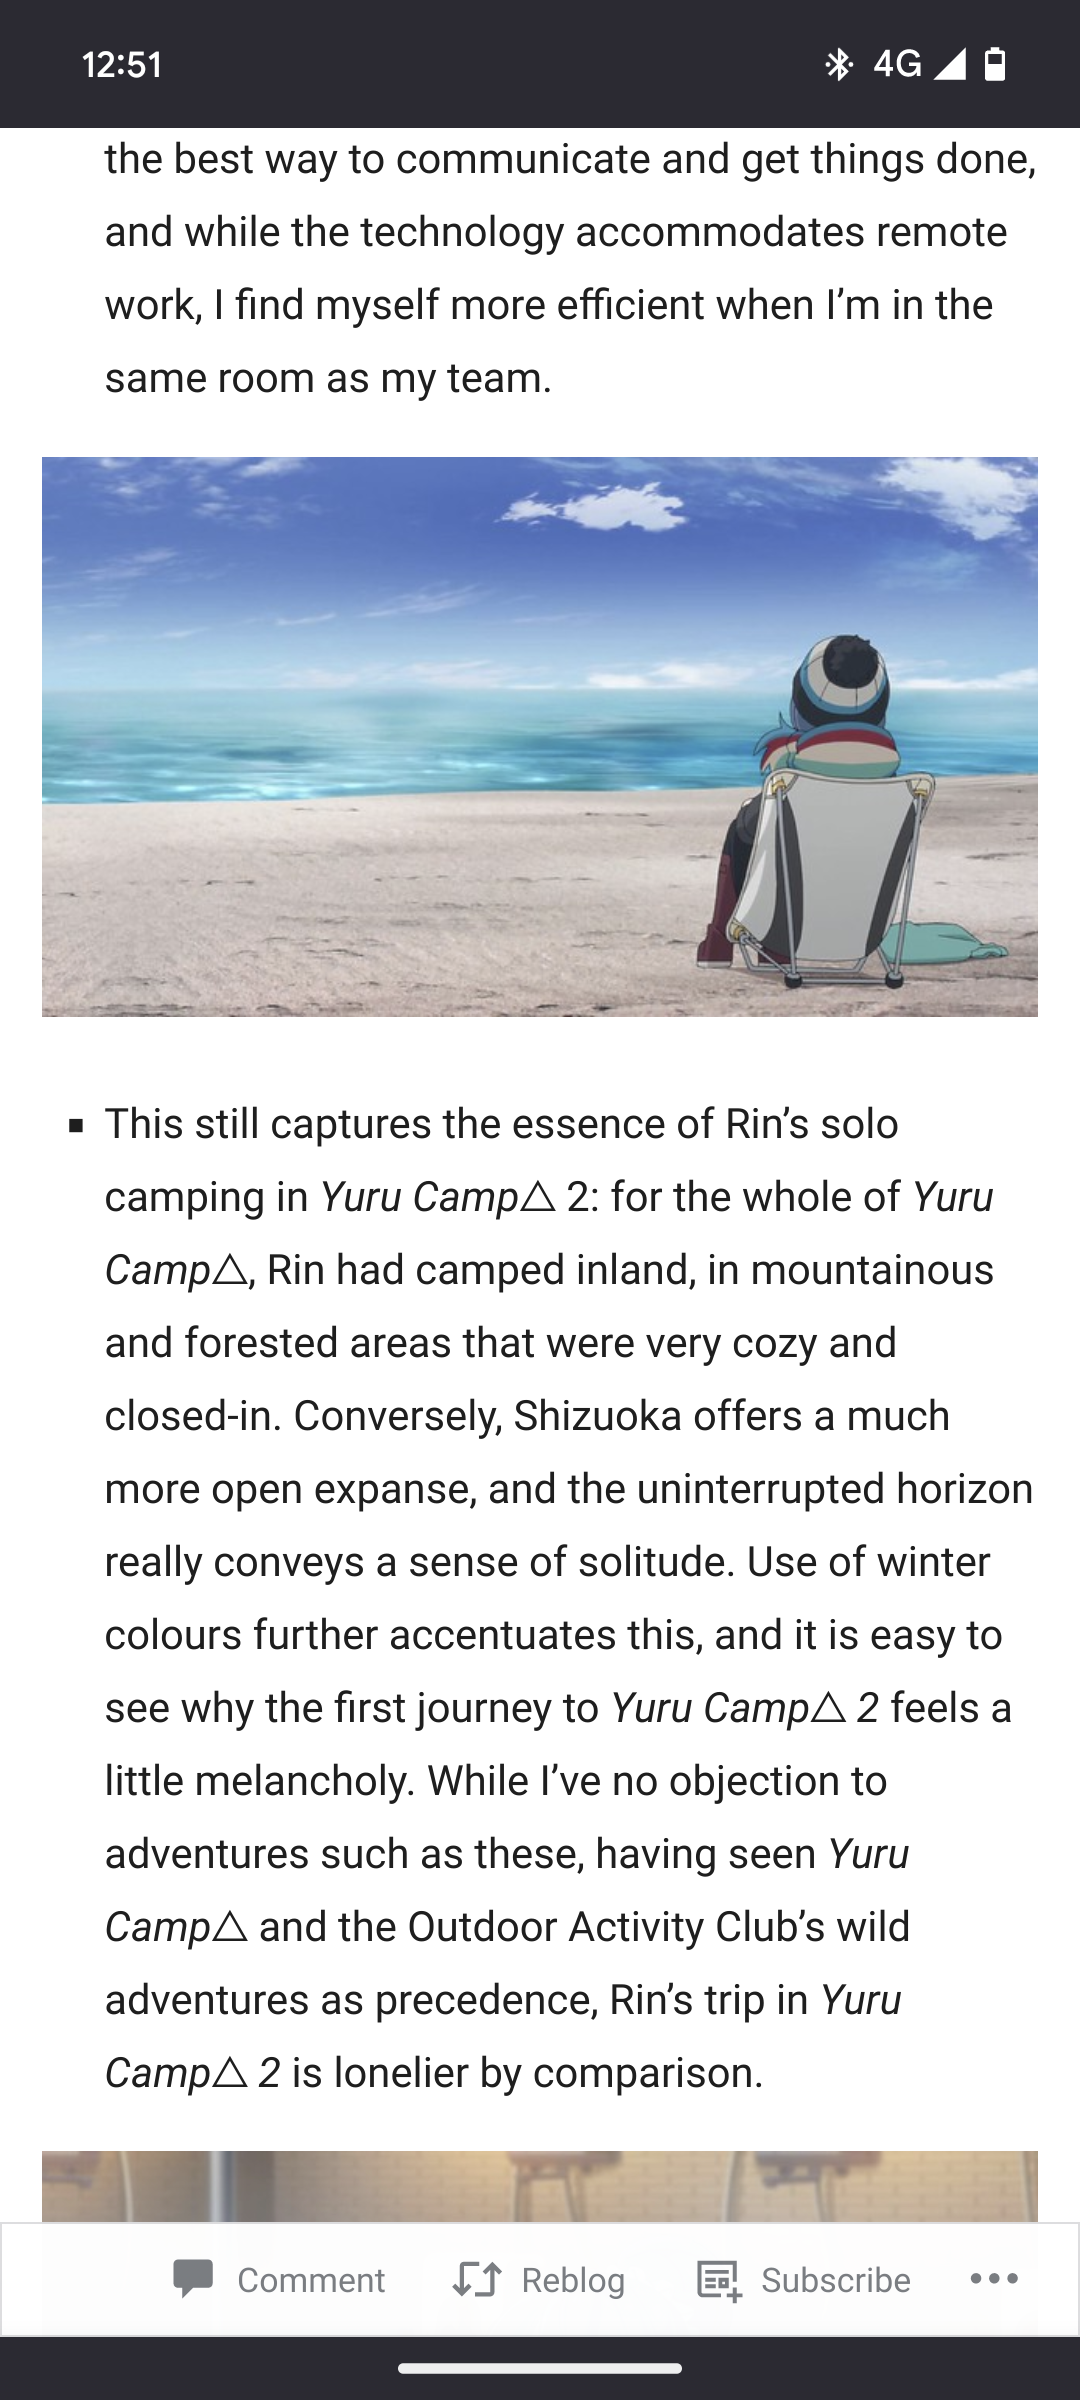 12:51
4G
the best way to communicate and get things done,
and while the technology accommodates remote
work, I find myself more efficient when I’m in the
same room as my team.
▪ This still captures the essence of Rin’s solo
camping in Yuru Camp△ 2: for the whole of Yuru
Camp△, Rin had camped inland, in mountainous
and forested areas that were very cozy and
closed-in. Conversely, Shizuoka offers a much
more open expanse, and the uninterrupted horizon
really conveys a sense of solitude. Use of winter
colours further accentuates this, and it is easy to
see why the first journey to Yuru Camp△ 2 feels a
little melancholy. While I’ve no objection to
adventures such as these, having seen Yuru
Camp△ and the Outdoor Activity Club’s wild
adventures as precedence, Rin’s trip in Yuru
Camp△ 2 is lonelier by comparison.
Comment Reblog Subscribe